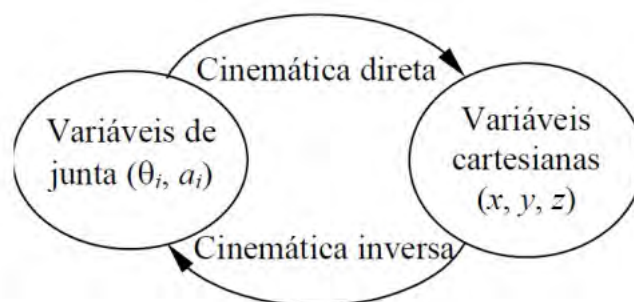 Cinemática direta
Variáveis de
junta (θi, ai)
Variáveis
cartesianas
(x, y, z)
Cinemática inversa